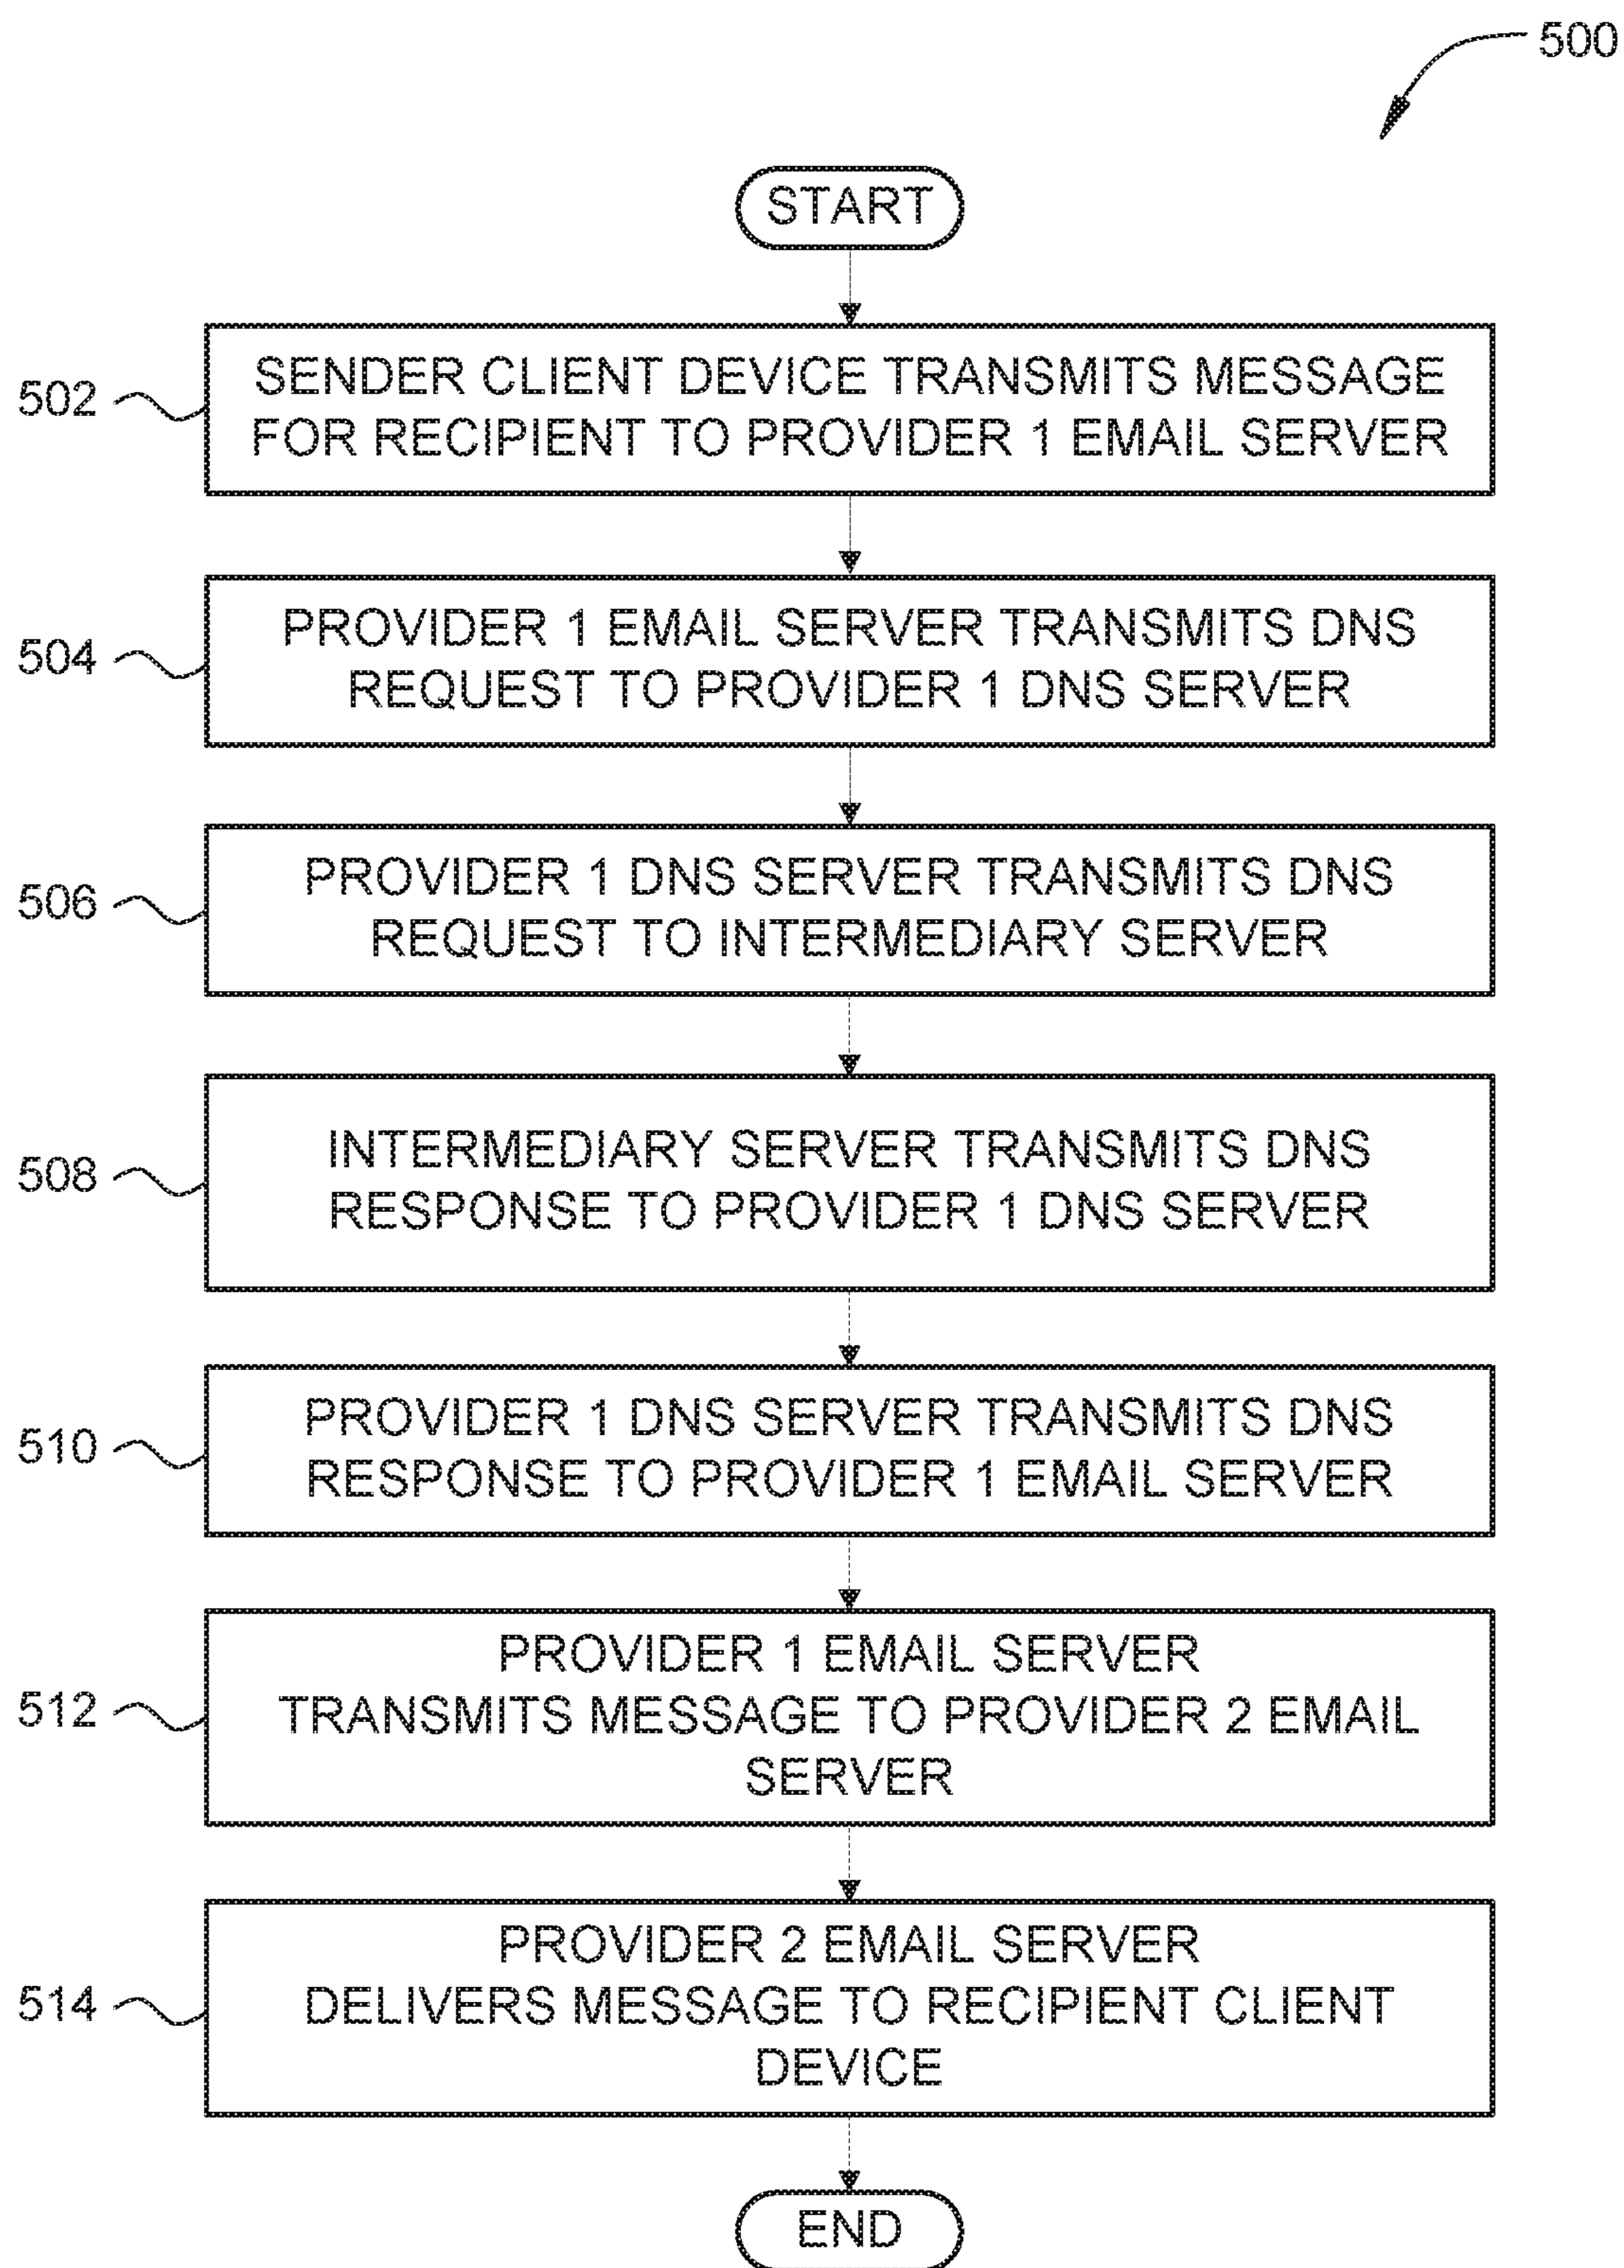 500
START
502
SENDER CLIENT DEVICE TRANSMITS MESSAGE
FOR RECIPIENT TO PROVIDER 1 EMAIL SERVER
504
PROVIDER 1 EMAIL SERVER TRANSMITS DNS
REQUEST TO PROVIDER 1 DNS SERVER
506
PROVIDER 1 DNS SERVER TRANSMITS DNS
REQUEST TO INTERMEDIARY SERVER
508
INTERMEDIARY SERVER TRANSMITS DNS
RESPONSE TO PROVIDER 1 DNS SERVER
510
PROVIDER 1 DNS SERVER TRANSMITS DNS
RESPONSE TO PROVIDER 1 EMAIL SERVER
512
PROVIDER 1 EMAIL SERVER
TRANSMITS MESSAGE TO PROVIDER 2 EMAIL
SERVER
514
PROVIDER 2 EMAIL SERVER
DELIVERS MESSAGE TO RECIPIENT CLIENT
DEVICE
END